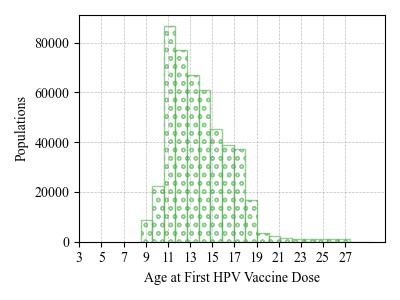 80000
60000
40000
20000
0
Populations
3 5 7 9 11 13 15 17 19 21 23 25 27
Age at First HPV Vaccine Dose